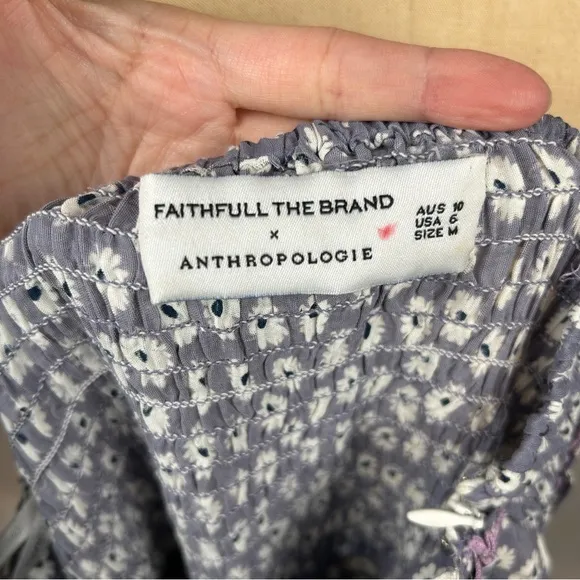 FAITHFULL THE BRAND
×
ANTHROPOLOGIE
AUS 10
USA 6
SIZE M